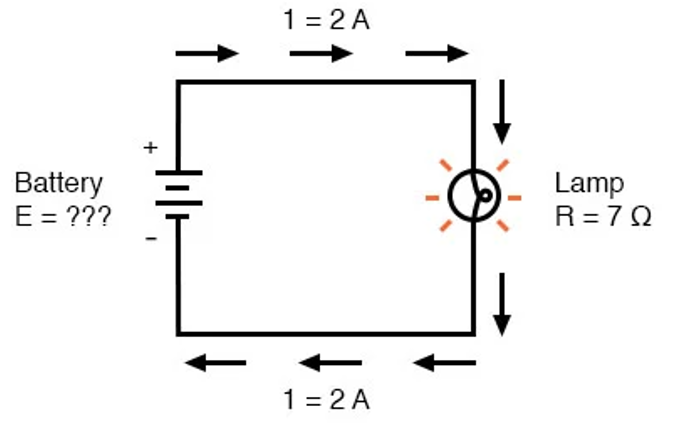 1 = 2 A
+
Battery
E = ???
-
Lamp
R = 7 Ω
1 = 2 A